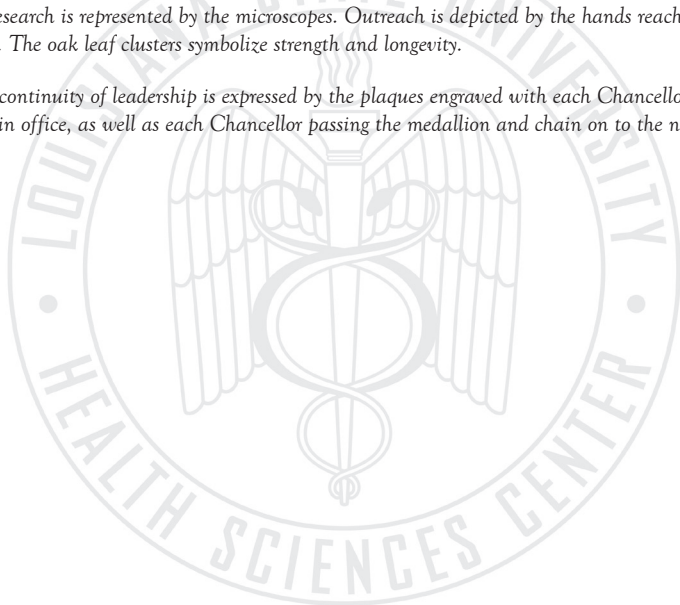 esearch is represented by the microscopes. Outreach is depicted by the hands reach
. The oak leaf clusters symbolize strength and longevity.
continuity of leadership is expressed by the plaques engraved with each Chancello
in office, as well as each Chancellor passing the medallion and chain on to the n
LOUISIANA STATE UNIVERSITY
HEALTH SCIENCES CENTER